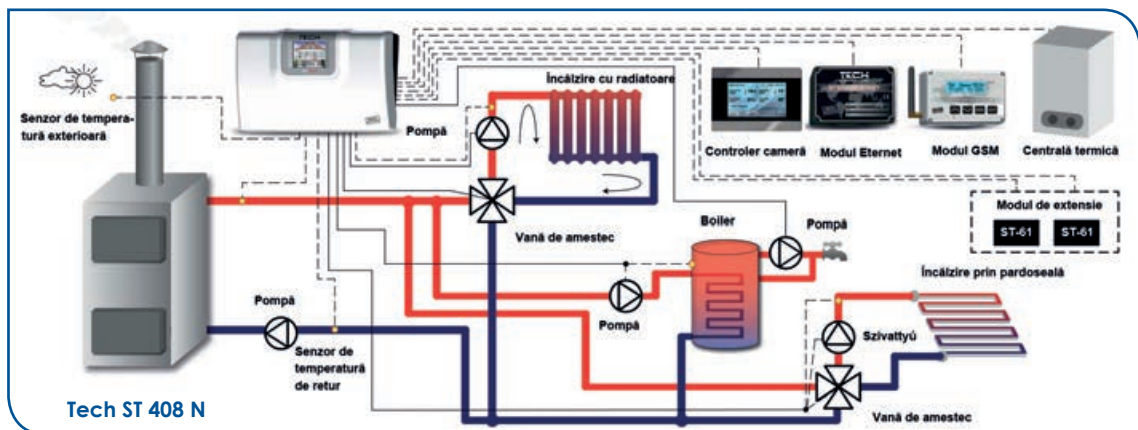 TECH
Încălzire cu radiatoare
Senzor de tempera-
tură exterioară
Pompă
Controler cameră
TECH
Modul Eternet
Modul GSM
Centrală termică
Modul de extensie
ST-61
ST-61
Vană de amestec
Boiler
Pompă
Încălzire prin pardoseală
Pompă
Pompă
Senzor de
temperatură
de retur
Szivattyú
Vană de amestec
Tech ST 408 N